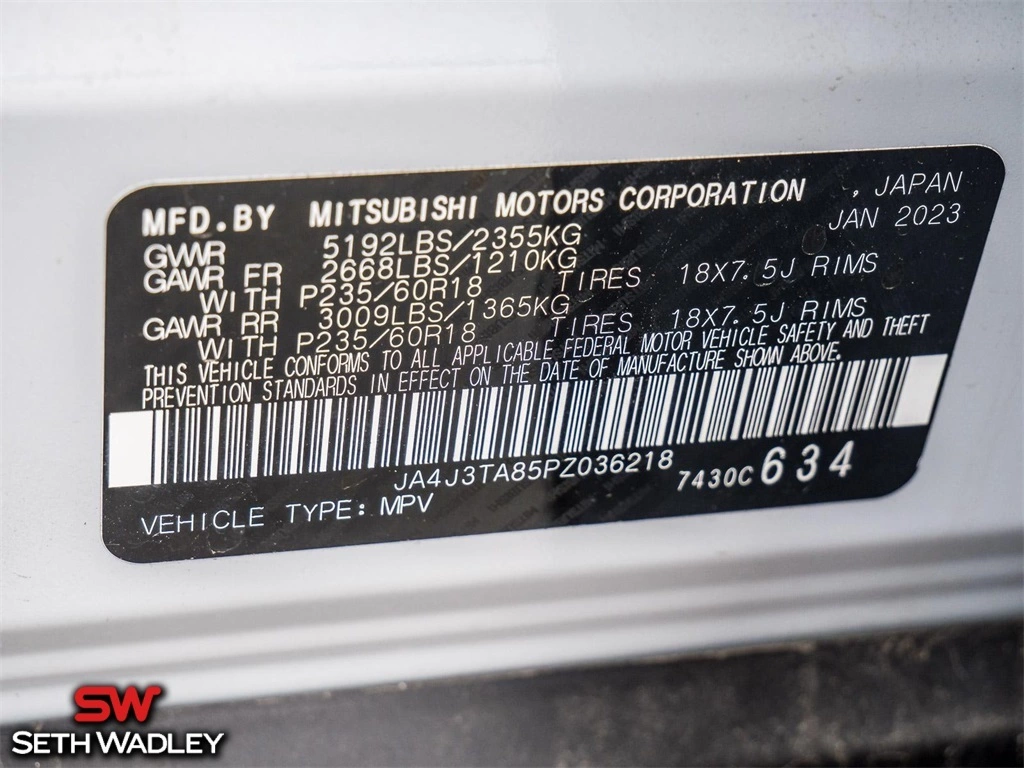 MFD.BY MITSUBISHI MOTORS CORPORATION , JAPAN
JAN 2023
GVWR 5192LBS/2355KG
GAWR FR 2668LBS/1210KG
WITH P235/60R18 TIRES 18X7.5J RIMS
GAWR RR 3009LBS/1365KG
WITH P235/60R18 TIRES 18X7.5J RIMS
THIS VEHICLE CONFORMS TO ALL APPLICABLE FEDERAL MOTOR VEHICLE SAFETY AND THEFT
PREVENTION STANDARDS IN EFFECT ON THE DATE OF MANUFACTURE SHOWN ABOVE.
JA4J3TA85PZ036218 7430C 634
VEHICLE TYPE: MPV
SW
SETH WADLEY